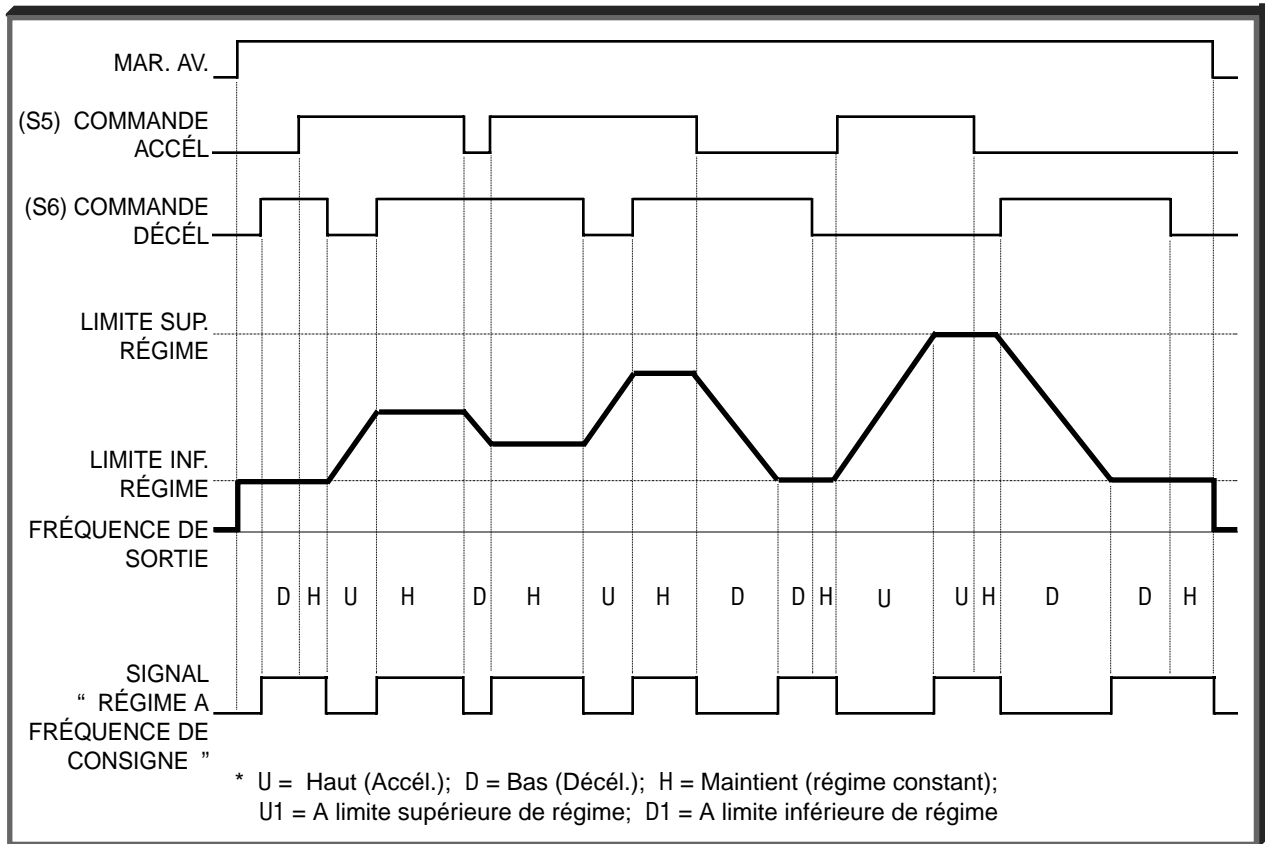 MAR. AV.
(S5) COMMANDE
ACCÉL
(S6) COMMANDE
DÉCÉL
LIMITE SUP.
RÉGIME
LIMITE INF.
RÉGIME
FRÉQUENCE DE
SORTIE
D H U H D H U H D D H U U H D D H
SIGNAL
“ RÉGIME A
FRÉQUENCE DE
CONSIGNE ”
* U = Haut (Accél.); D = Bas (Décél.); H = Maintient (régime constant);
U1 = A limite supérieure de régime; D1 = A limite inférieure de régime